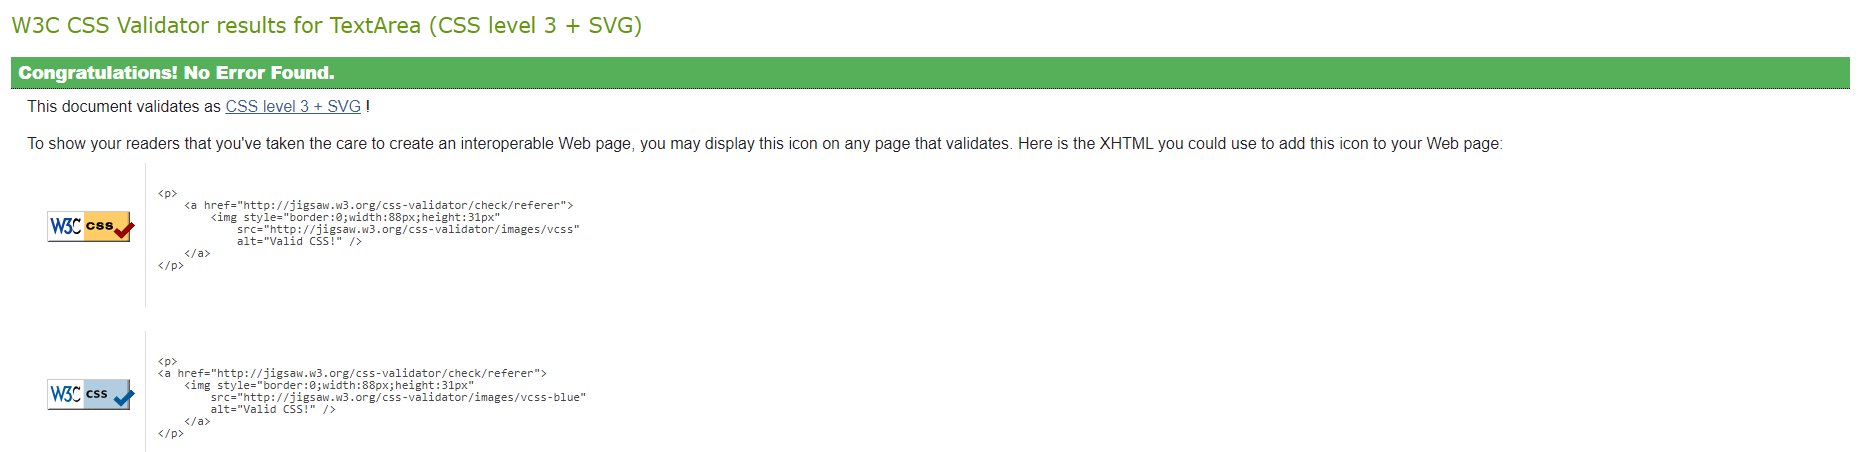 W3C CSS Validator results for TextArea (CSS level 3 + SVG)
Congratulations! No Error Found.
This document validates as CSS level 3 + SVG !
To show your readers that you've taken the care to create an interoperable Web page, you may display this icon on any page that validates. Here is the XHTML you could use to add this icon to your Web page:
W3C css
<p>
    <a href="http://jigsaw.w3.org/css-validator/check/referer">
        <img style="border:0;width:88px;height:31px"
            src="http://jigsaw.w3.org/css-validator/images/vcss"
            alt="Valid CSS!" />
    </a>
</p>
W3C css
<p>
<a href="http://jigsaw.w3.org/css-validator/check/referer">
    <img style="border:0;width:88px;height:31px"
        src="http://jigsaw.w3.org/css-validator/images/vcss-blue"
        alt="Valid CSS!" />
    </a>
</p>